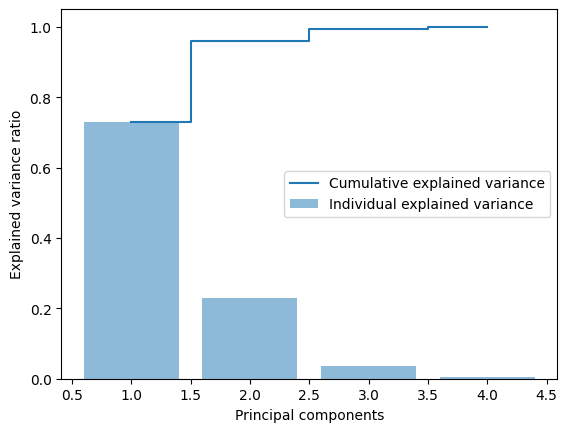 1.0
0.8
0.6
0.4
0.2
0.0
Explained variance ratio
Cumulative explained variance
Individual explained variance
0.5 1.0 1.5 2.0 2.5 3.0 3.5 4.0 4.5
Principal components